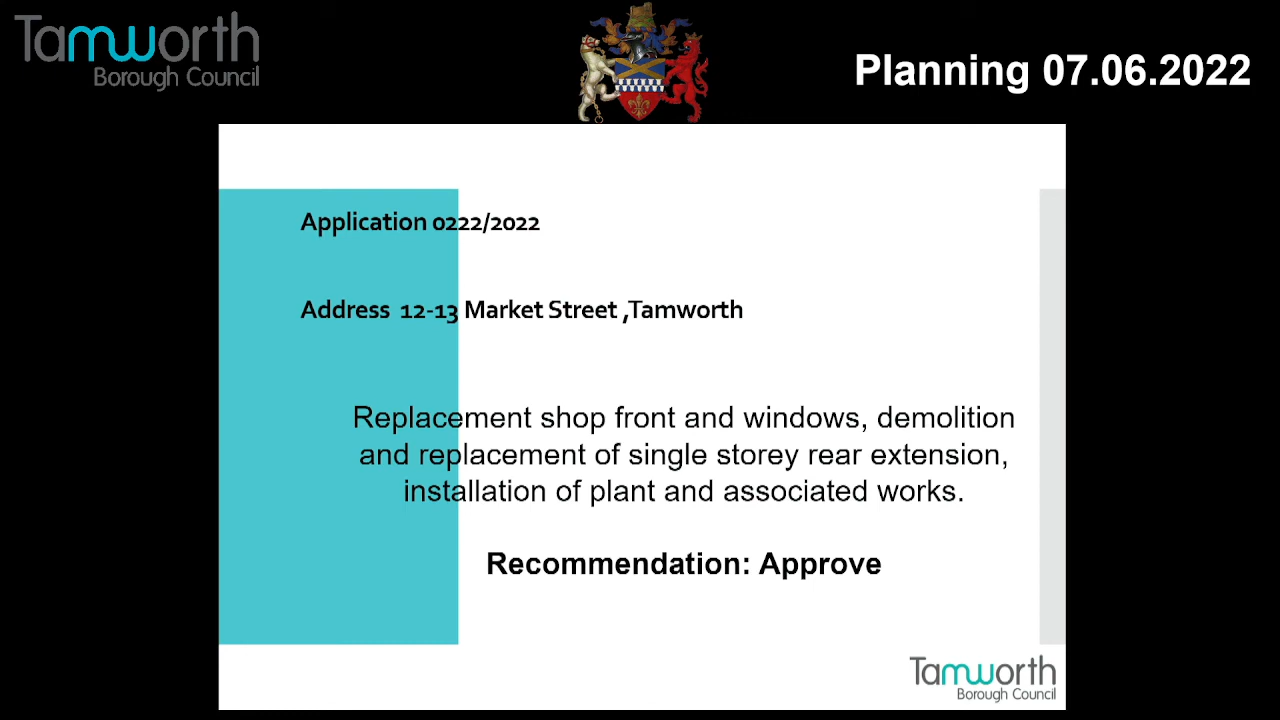 Tamworth
Borough Council
Planning 07.06.2022
Application 0222/2022
Address 12-13 Market Street ,Tamworth
Replacement shop front and windows, demolition
and replacement of single storey rear extension,
installation of plant and associated works.
Recommendation: Approve
Tamworth
Borough Council